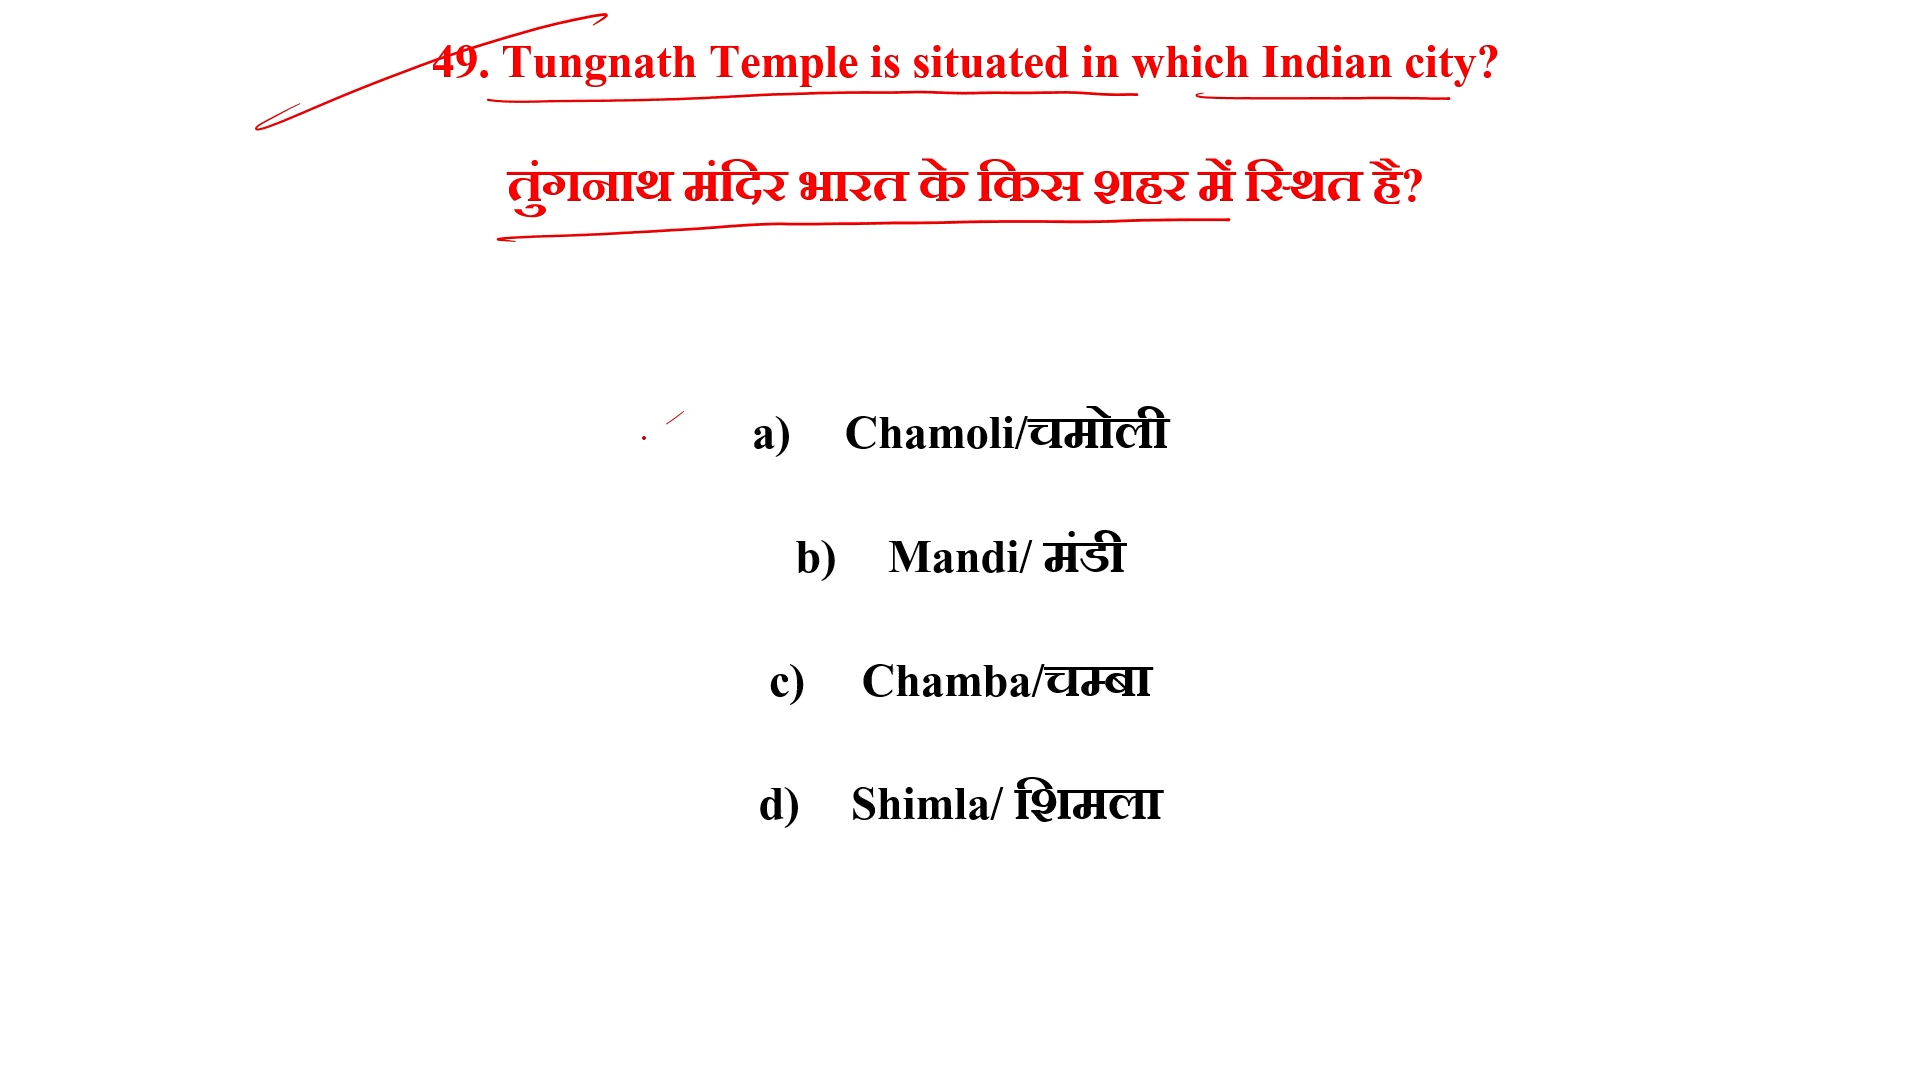 49. Tungnath Temple is situated in which Indian city?
तुंगनाथ मंदिर भारत के किस शहर में स्थित है?
a) Chamoli/चमोली
b) Mandi/ मंडी
c) Chamba/चम्बा
d) Shimla/ शिमला